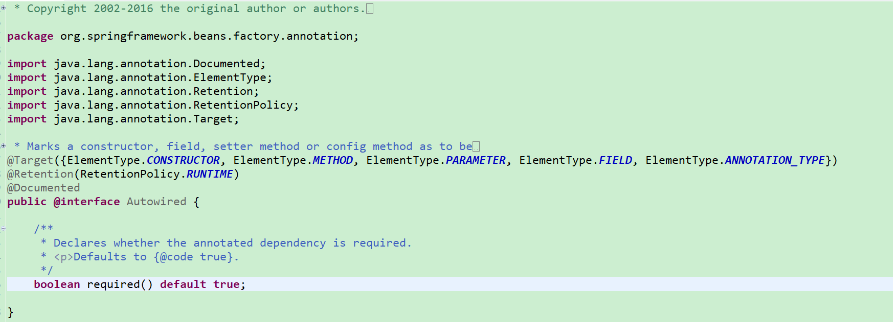 * Copyright 2002-2016 the original author or authors.
package org.springframework.beans.factory.annotation;
import java.lang.annotation.Documented;
import java.lang.annotation.ElementType;
import java.lang.annotation.Retention;
import java.lang.annotation.RetentionPolicy;
import java.lang.annotation.Target;
* Marks a constructor, field, setter method or config method as to be
@Target({ElementType.CONSTRUCTOR, ElementType.METHOD, ElementType.PARAMETER, ElementType.FIELD, ElementType.ANNOTATION_TYPE})
@Retention(RetentionPolicy.RUNTIME)
@Documented
public @interface Autowired {
/**
* Declares whether the annotated dependency is required.
* <p>Defaults to {@code true}.
*/
boolean required() default true;
}